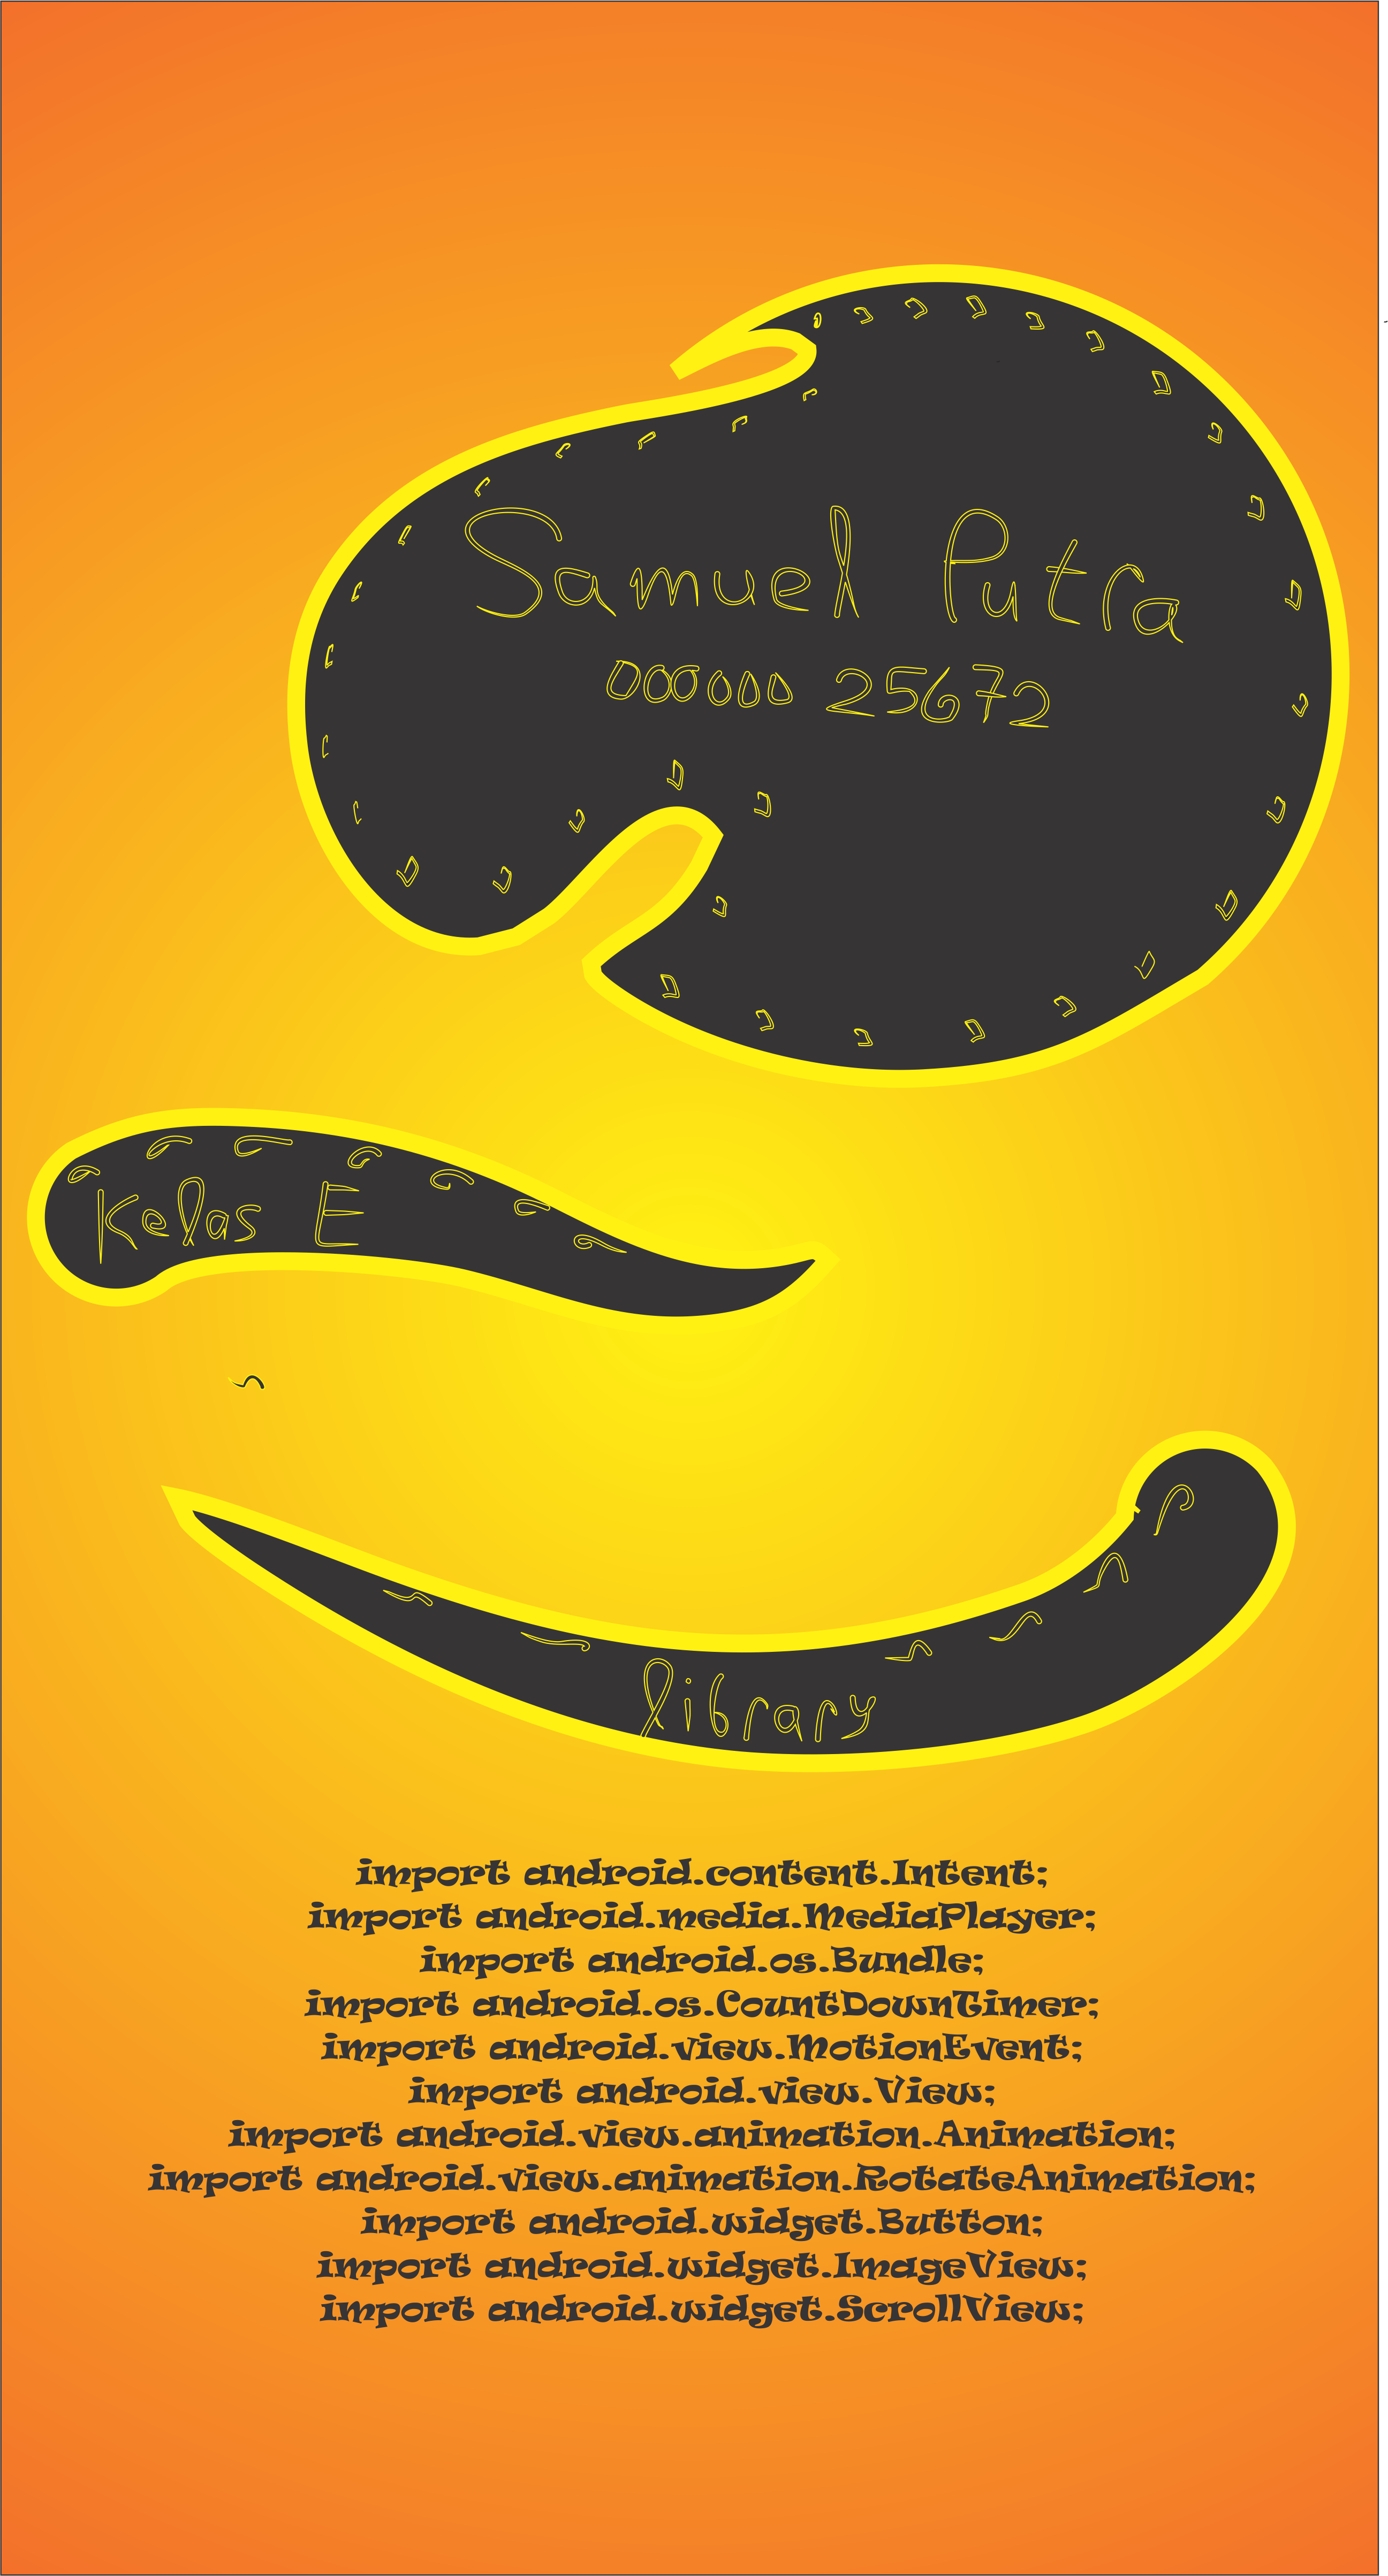 Samuel Putra
000000 25672
Kelas E
library
import android.content.Intent;
import android.media.MediaPlayer;
import android.os.Bundle;
import android.os.CountDownTimer;
import android.view.MotionEvent;
import android.view.View;
import android.view.animation.Animation;
import android.view.animation.RotateAnimation;
import android.widget.Button;
import android.widget.ImageView;
import android.widget.ScrollView;